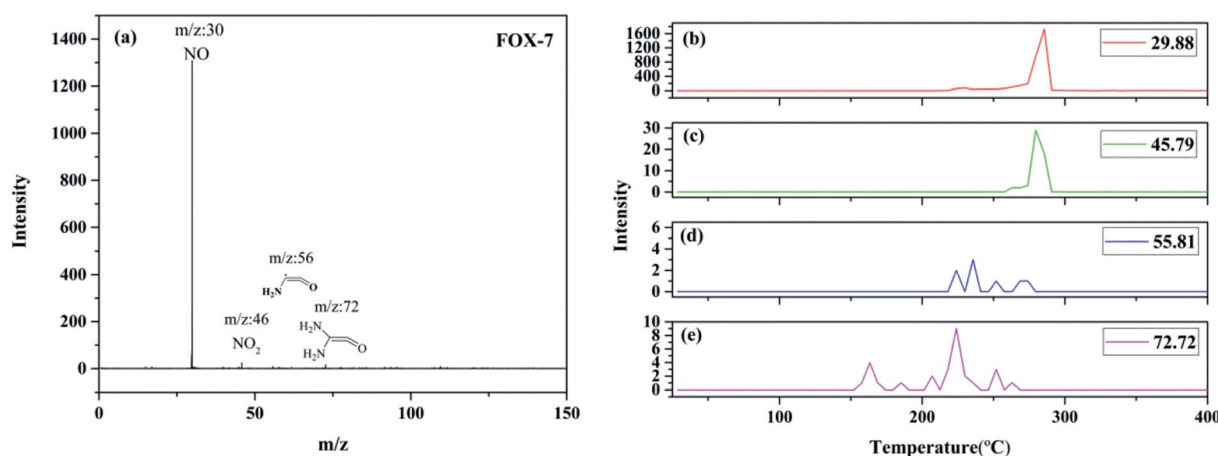 (a)
m/z:30
NO
FOX-7
m/z:56
H₂N
O
m/z:46
NO₂
m/z:72
H₂N
H₂N
O
1400
1200
1000
800
600
400
200
0
Intensity
0 50 100 150
m/z
(b)
29.88
1600
1200
800
400
0
(c)
45.79
30
20
10
0
(d)
55.81
6
4
2
0
(e)
72.72
10
8
6
4
2
0
Intensity
100 200 300 400
Temperature(ºC)